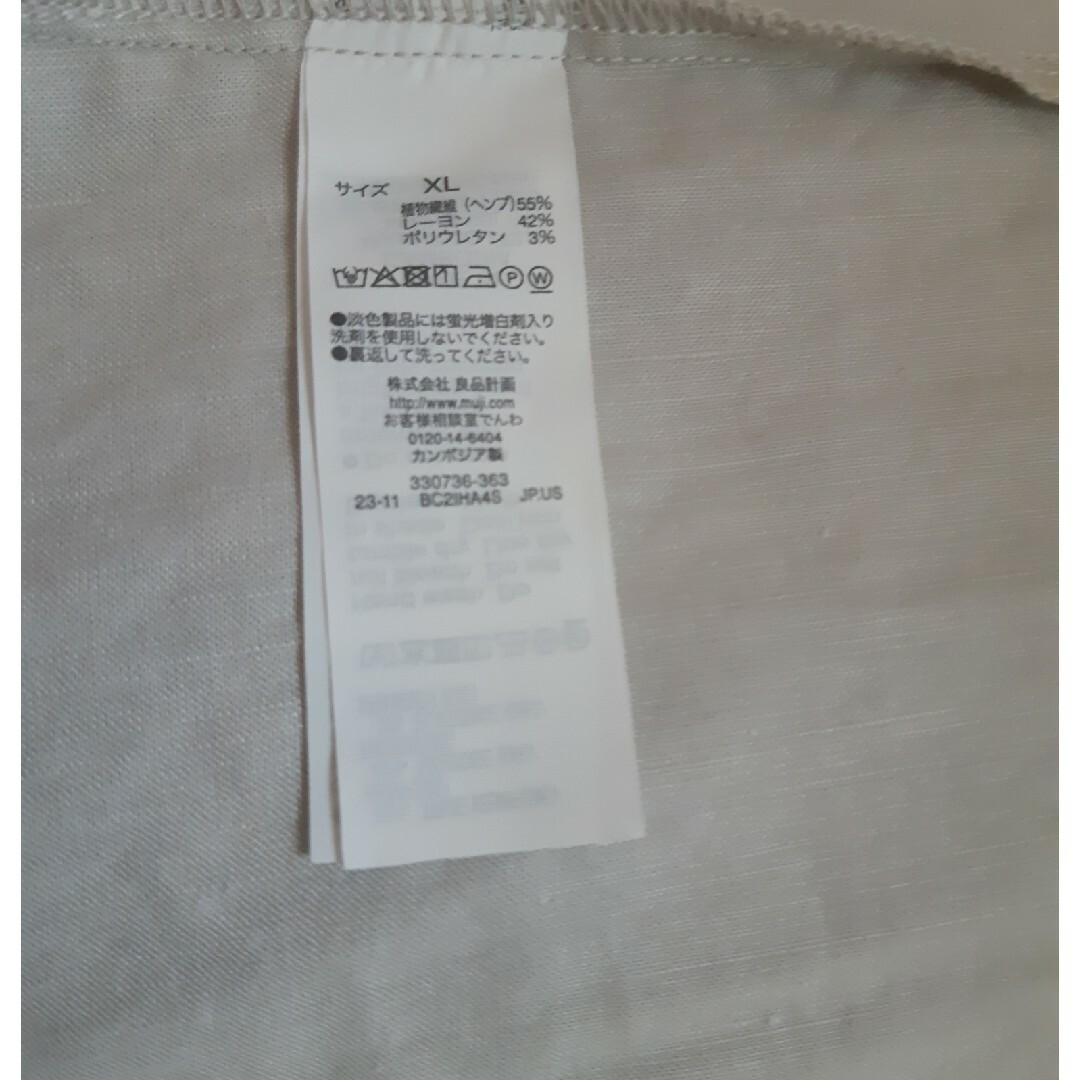 サイズ XL
植物繊維（ヘンプ）55%
レーヨン 42%
ポリウレタン 3%
P W
●淡色製品には蛍光増白剤入り
洗剤を使用しないでください。
●裏返して洗ってください。
株式会社 良品計画
http://www.muji.com
お客様相談室でんわ
0120-14-6404
カンボジア製
330736-363
23-11 BC2IHA4S JP.US